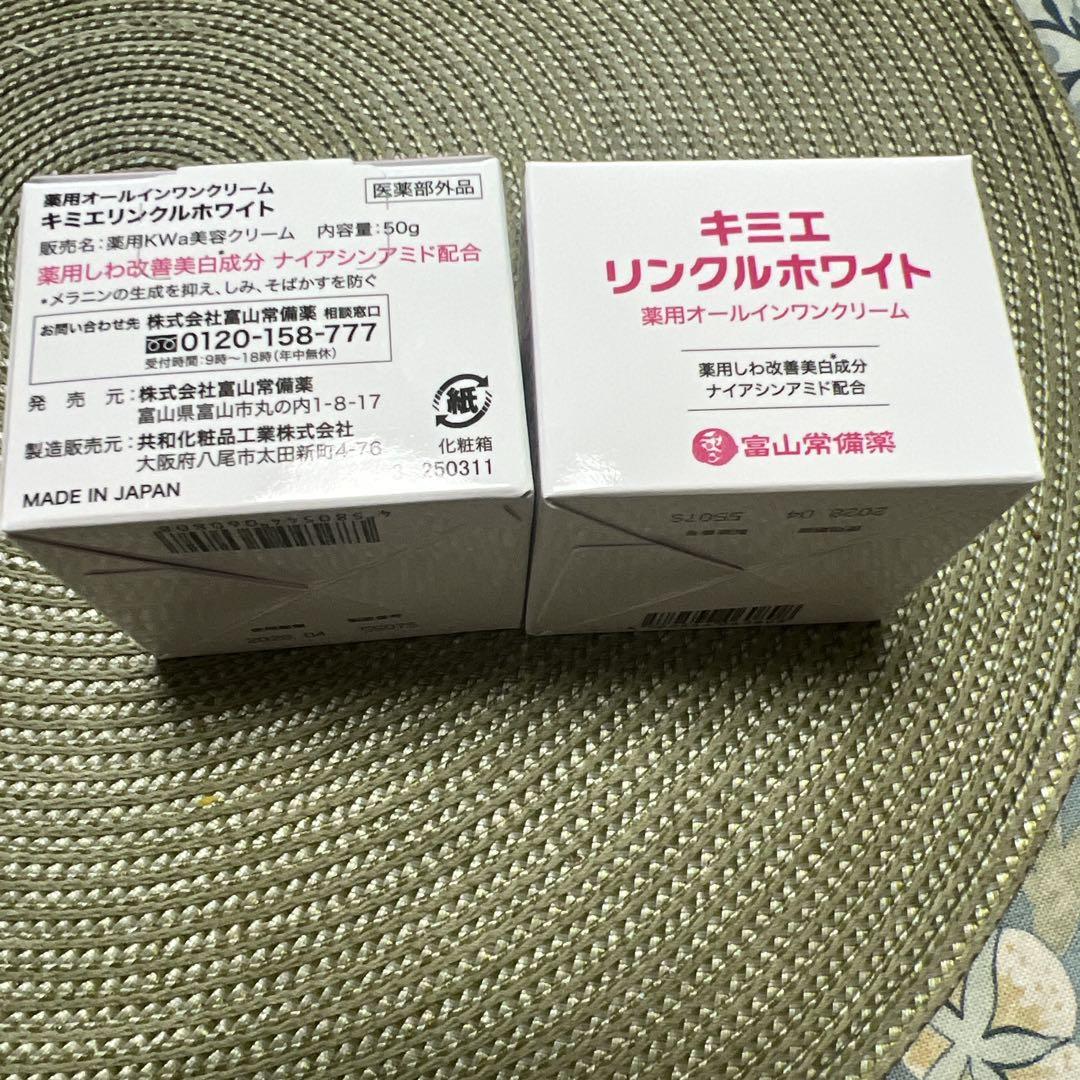 薬用オールインワンクリーム
キミエリンクルホワイト
医薬部外品
販売名:薬用KWa美容クリーム 内容量:50g
薬用しわ改善美白*成分 ナイアシンアミド配合
*メラニンの生成を抑え、しみ、そばかすを防ぐ
お問い合わせ先 株式会社富山常備薬 相談窓口
0120-158-777
受付時間:9時〜18時(年中無休)
発売元:株式会社富山常備薬
富山県富山市丸の内1-8-17
製造販売元:共和化粧品工業株式会社
大阪府八尾市太田新町4-76
紙
化粧箱
3 250311
MADE IN JAPAN
4580344060802
2028 04 5507S
キミエ
リンクルホワイト
薬用オールインワンクリーム
薬用しわ改善美白*成分
ナイアシンアミド配合
富山常備薬
2028 04
5507S